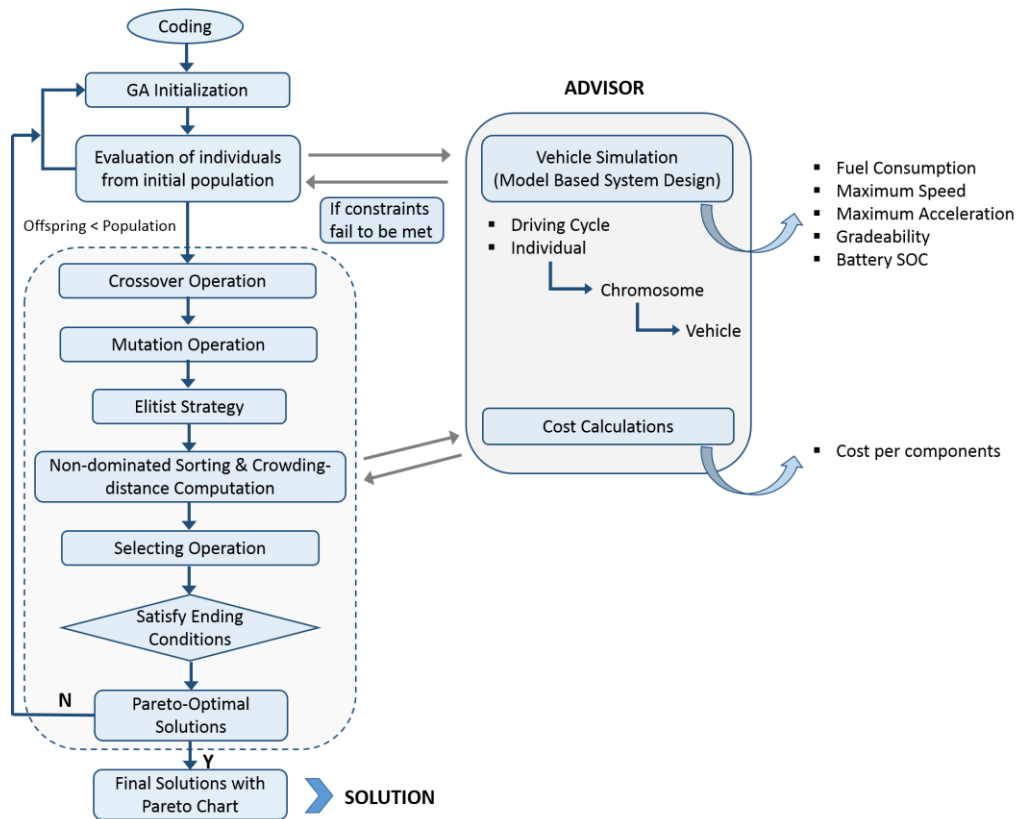 Coding
GA Initialization
Evaluation of individuals
from initial population
Offspring < Population
If constraints
fail to be met
Crossover Operation
Mutation Operation
Elitist Strategy
Non-dominated Sorting & Crowding-
distance Computation
Selecting Operation
Satisfy Ending
Conditions
N
Pareto-Optimal
Solutions
Y
Final Solutions with
Pareto Chart
SOLUTION
ADVISOR
Vehicle Simulation
(Model Based System Design)
▪ Driving Cycle
▪ Individual
Chromosome
Vehicle
Cost Calculations
▪ Fuel Consumption
▪ Maximum Speed
▪ Maximum Acceleration
▪ Gradeability
▪ Battery SOC
▪ Cost per components